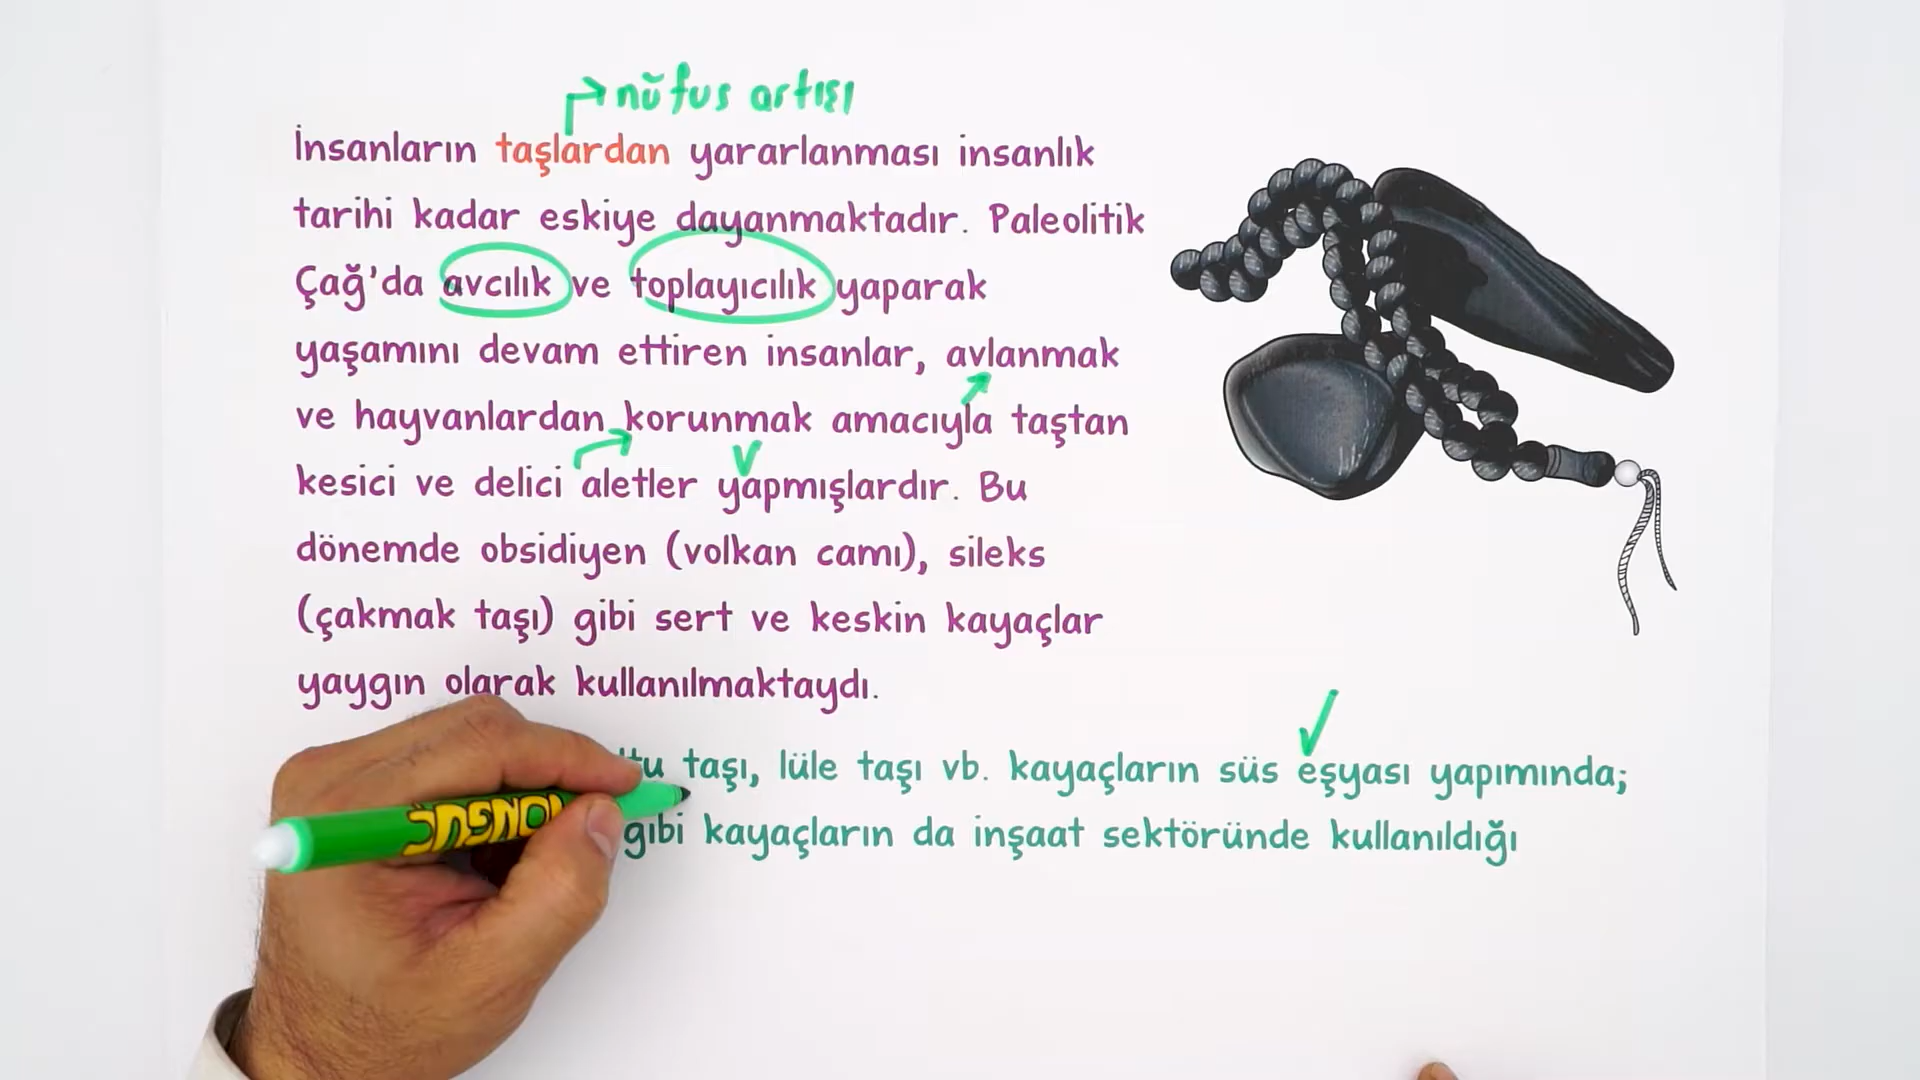 nüfus artışı
İnsanların taşlardan yararlanması insanlık
tarihi kadar eskiye dayanmaktadır. Paleolitik
Çağ'da avcılık ve toplayıcılık yaparak
yaşamını devam ettiren insanlar, avlanmak
ve hayvanlardan korunmak amacıyla taştan
kesici ve delici aletler yapmışlardır. Bu
dönemde obsidiyen (volkan camı), sileks
(çakmak taşı) gibi sert ve keskin kayaçlar
yaygın olarak kullanılmaktaydı.
taşı, lüle taşı vb. kayaçların süs eşyası yapımında;
gibi kayaçların da inşaat sektöründe kullanıldığı